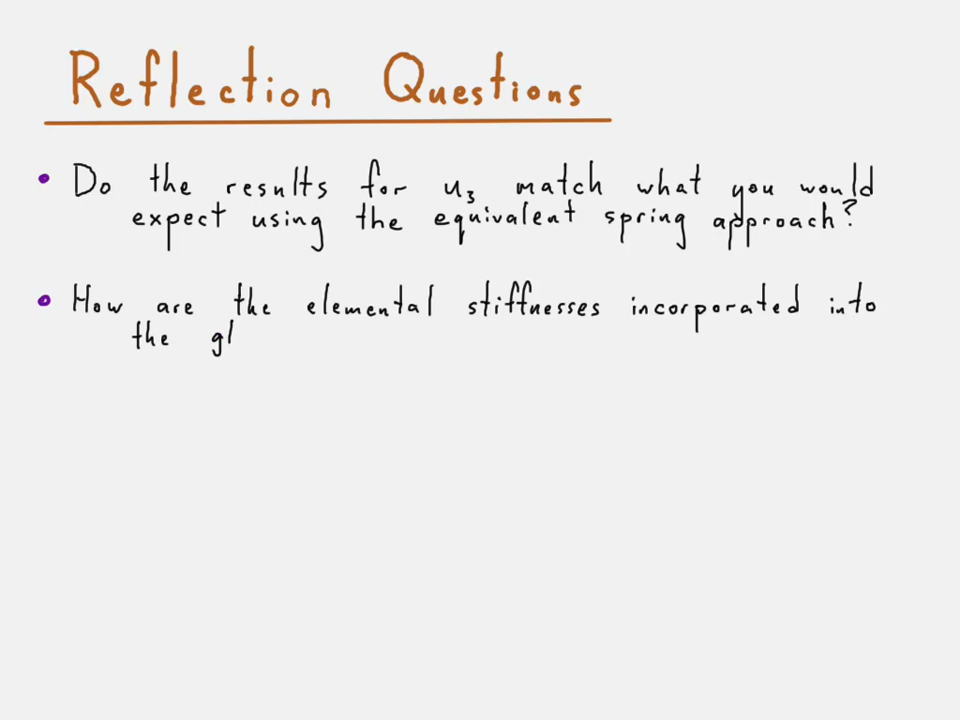 Reflection Questions
• Do the results for u₃ match what you would
expect using the equivalent spring approach?
• How are the elemental stiffnesses incorporated into
the gl